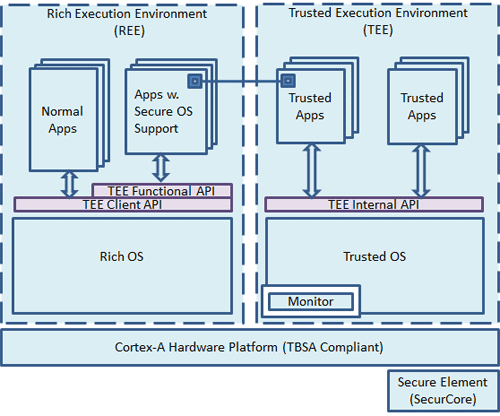 Rich Execution Environment
(REE)
Trusted Execution Environment
(TEE)
Normal
Apps
Apps w.
Secure OS
Support
Trusted
Apps
Trusted
Apps
TEE Functional API
TEE Client API
TEE Internal API
Rich OS
Trusted OS
Monitor
Cortex-A Hardware Platform (TBSA Compliant)
Secure Element
(SecurCore)